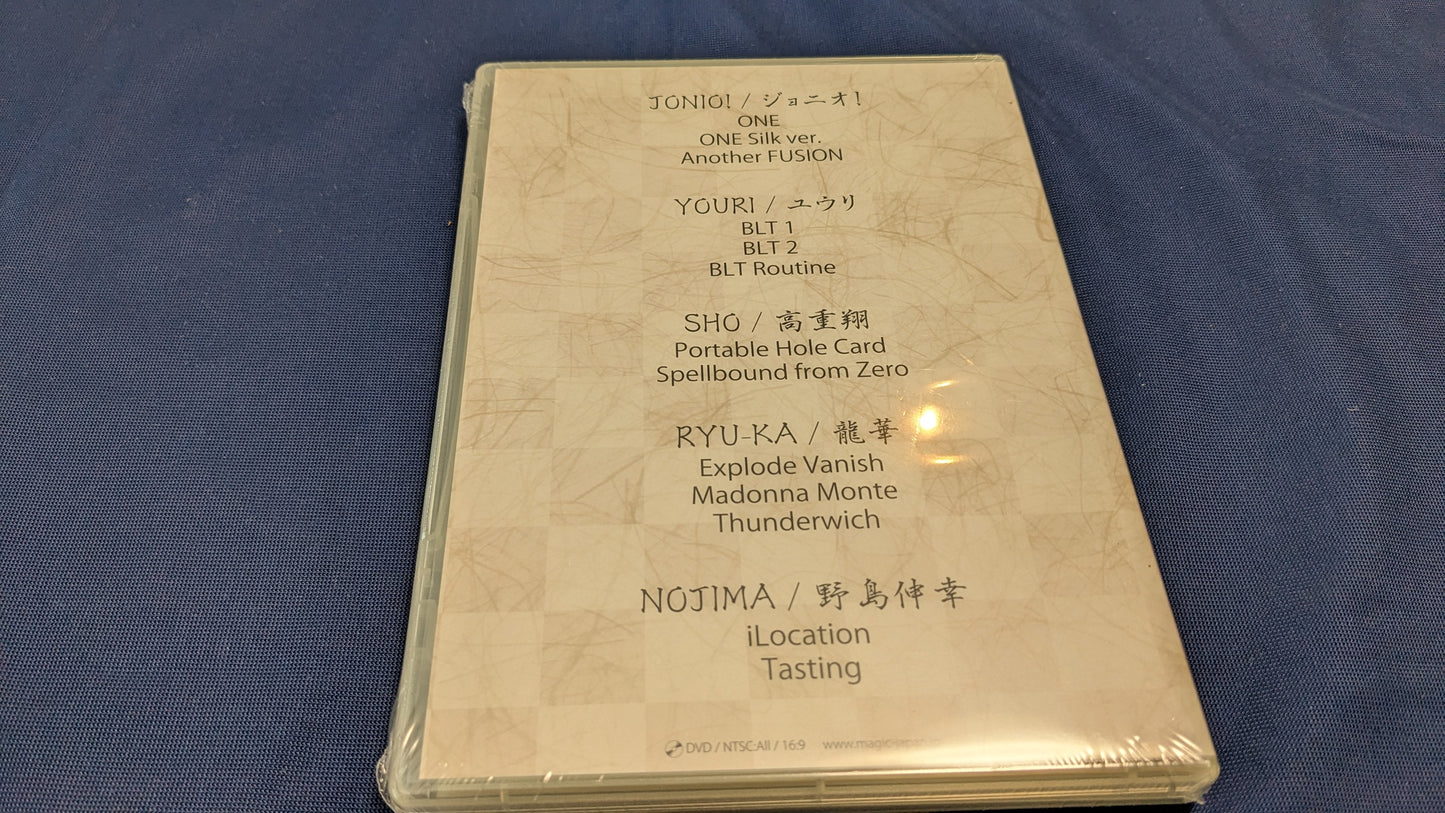 JONIO! / ジョニオ!
ONE
ONE Silk ver.
Another FUSION
YOURI / ユウリ
BLT 1
BLT 2
BLT Routine
SHO / 高重翔
Portable Hole Card
Spellbound from Zero
RYU-KA / 龍華
Explode Vanish
Madonna Monte
Thunderwich
NOJIMA / 野島伸幸
iLocation
Tasting
DVD / NTSC:All / 16:9